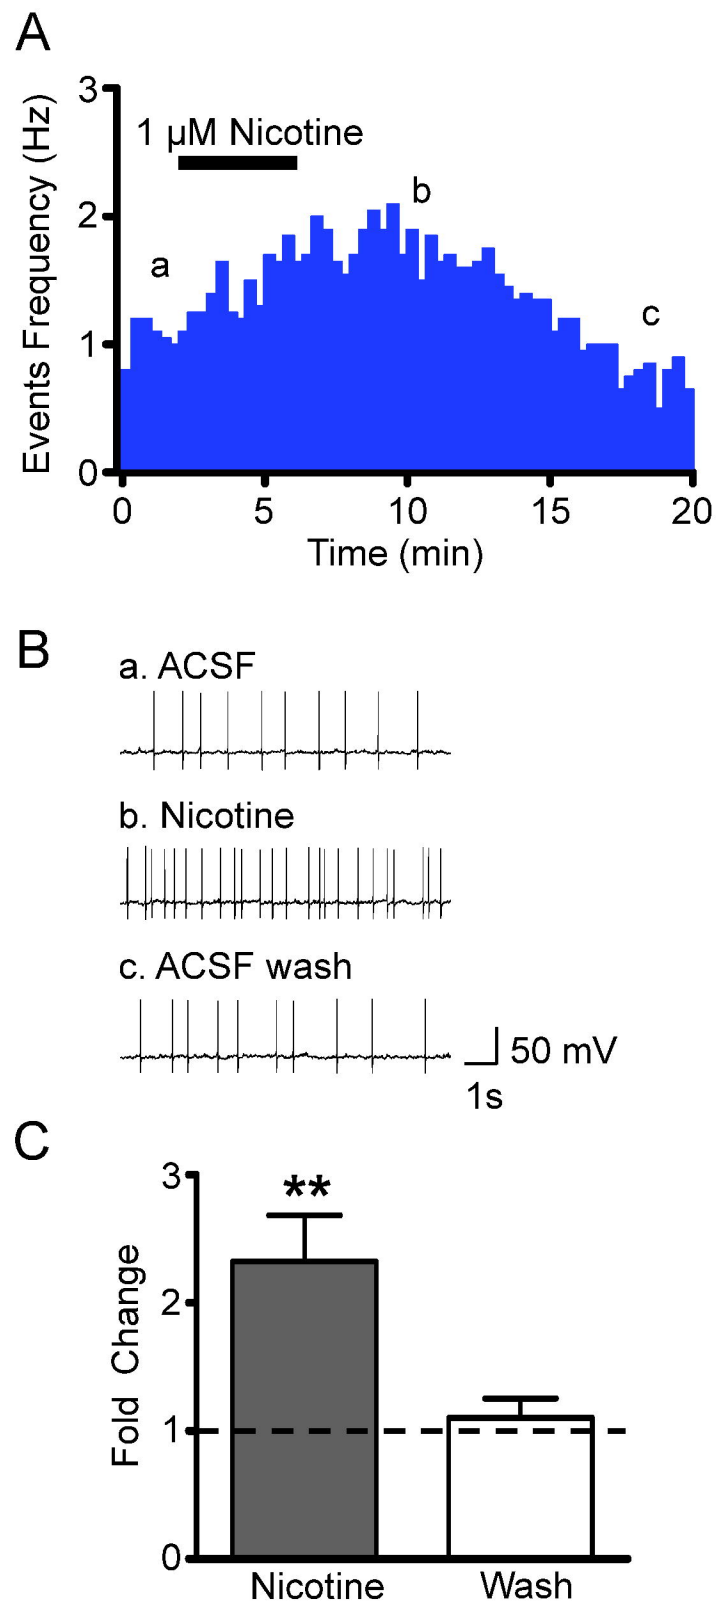 A
Events Frequency (Hz)
3
2
1
0
1 µM Nicotine
a
b
c
0 5 10 15 20
Time (min)
B
a. ACSF
b. Nicotine
c. ACSF wash
50 mV
1s
C
Fold Change
3
2
1
0
**
Nicotine Wash